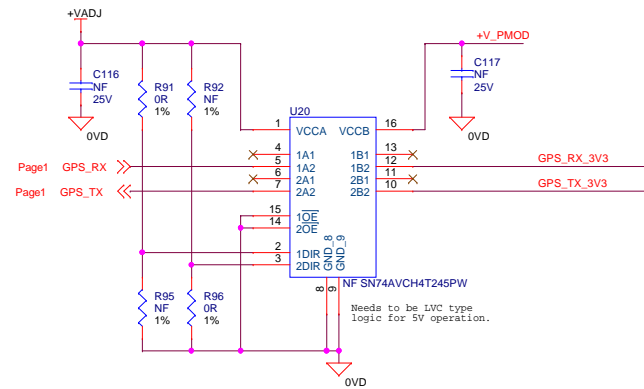 +VADJ
+V_PMOD
C116
NF
25V
R91
0R
1%
R92
NF
1%
C117
NF
25V
0VD
0VD
U20
1
VCCA
VCCB
16
4
1A1
1B1
13
Page1
GPS_RX
5
1A2
1B2
12
GPS_RX_3V3
6
2A1
2B1
11
Page1
GPS_TX
7
2A2
2B2
10
GPS_TX_3V3
15
1OE
14
2OE
2
1DIR
3
2DIR
GND_8
GND_9
8
9
NF SN74AVCH4T245PW
R95
NF
1%
R96
0R
1%
Needs to be LVC type
logic for 5V operation.
0VD